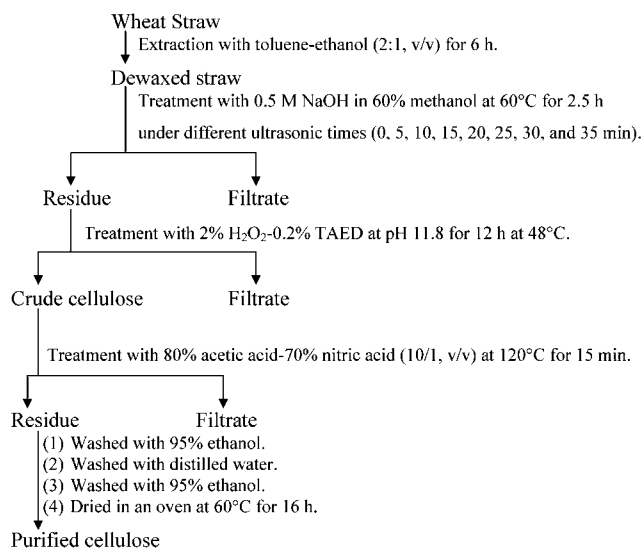 Wheat Straw
Extraction with toluene-ethanol (2:1, v/v) for 6 h.
Dewaxed straw
Treatment with 0.5 M NaOH in 60% methanol at 60°C for 2.5 h
under different ultrasonic times (0, 5, 10, 15, 20, 25, 30, and 35 min).
Residue Filtrate
Treatment with 2% H₂O₂-0.2% TAED at pH 11.8 for 12 h at 48°C.
Crude cellulose Filtrate
Treatment with 80% acetic acid-70% nitric acid (10/1, v/v) at 120°C for 15 min.
Residue Filtrate
(1) Washed with 95% ethanol.
(2) Washed with distilled water.
(3) Washed with 95% ethanol.
(4) Dried in an oven at 60°C for 16 h.
Purified cellulose